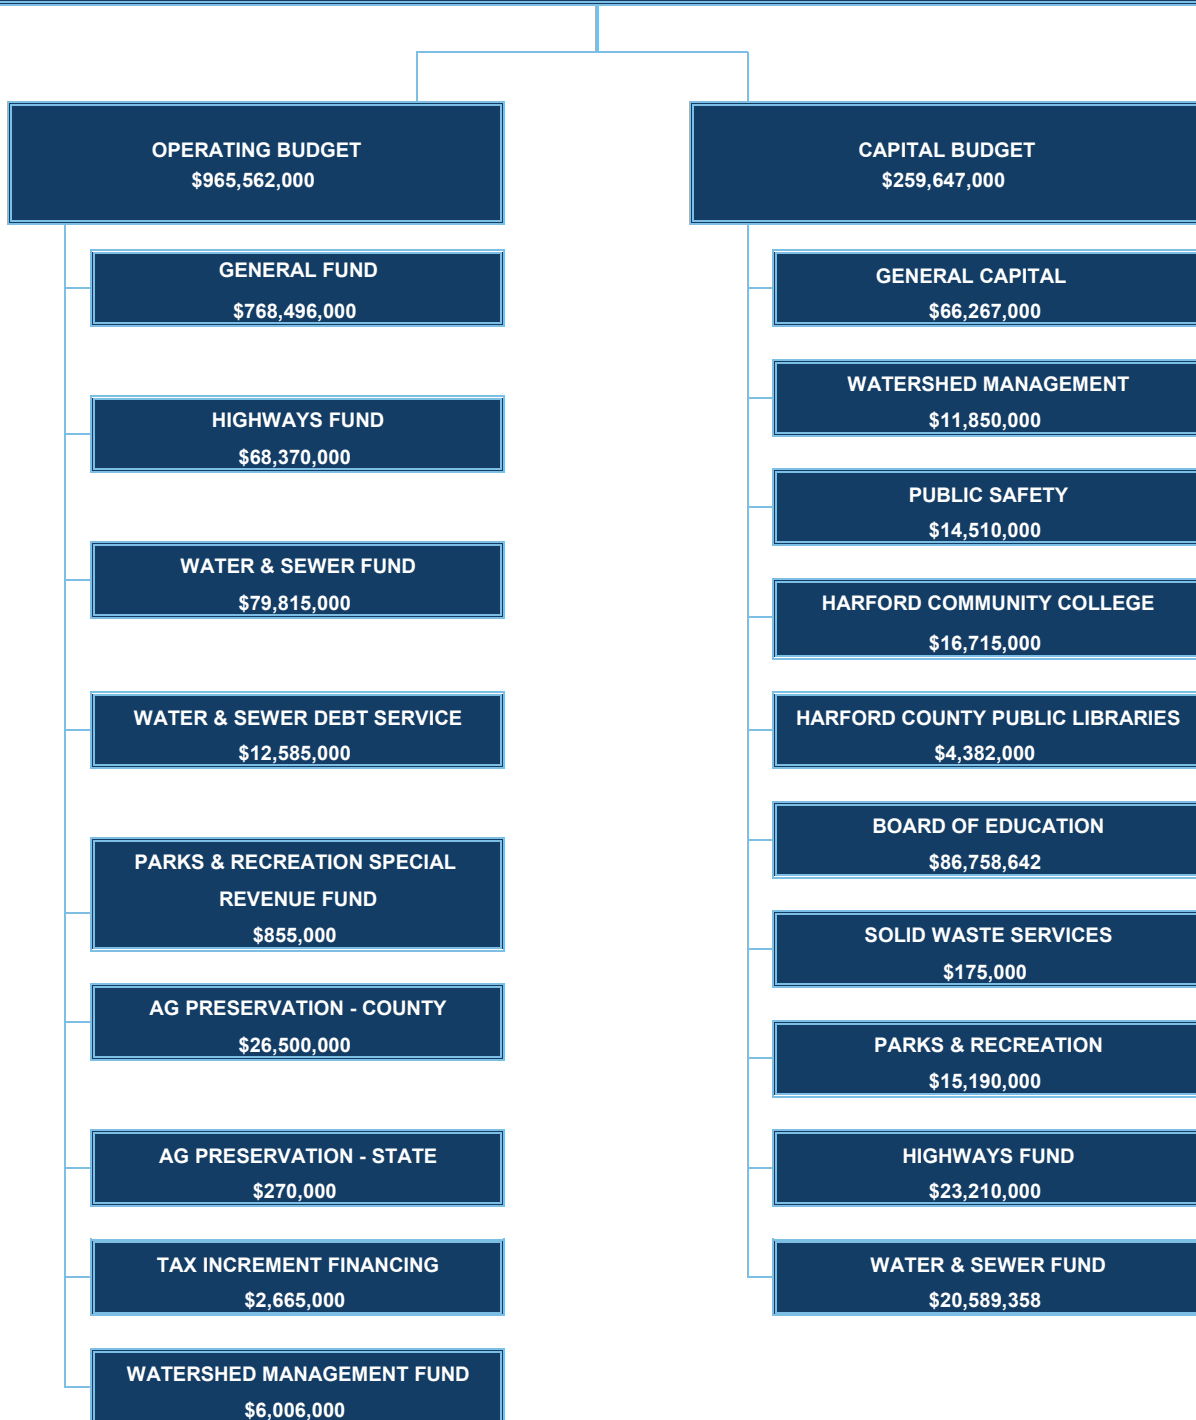 OPERATING BUDGET
$965,562,000
GENERAL FUND
$768,496,000
HIGHWAYS FUND
$68,370,000
WATER & SEWER FUND
$79,815,000
WATER & SEWER DEBT SERVICE
$12,585,000
PARKS & RECREATION SPECIAL
REVENUE FUND
$855,000
AG PRESERVATION - COUNTY
$26,500,000
AG PRESERVATION - STATE
$270,000
TAX INCREMENT FINANCING
$2,665,000
WATERSHED MANAGEMENT FUND
$6,006,000
CAPITAL BUDGET
$259,647,000
GENERAL CAPITAL
$66,267,000
WATERSHED MANAGEMENT
$11,850,000
PUBLIC SAFETY
$14,510,000
HARFORD COMMUNITY COLLEGE
$16,715,000
HARFORD COUNTY PUBLIC LIBRARIES
$4,382,000
BOARD OF EDUCATION
$86,758,642
SOLID WASTE SERVICES
$175,000
PARKS & RECREATION
$15,190,000
HIGHWAYS FUND
$23,210,000
WATER & SEWER FUND
$20,589,358